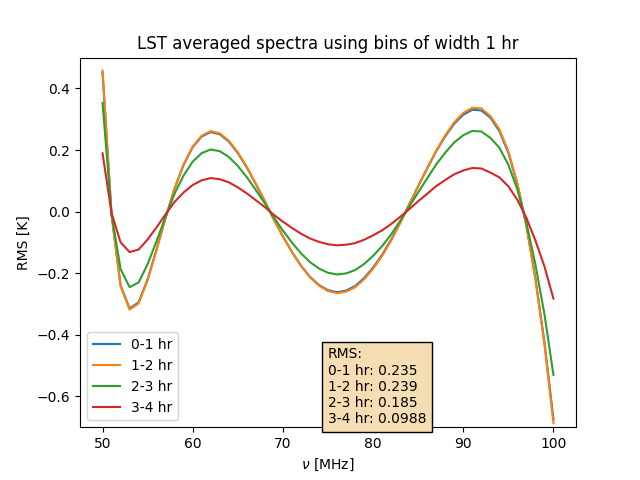 LST averaged spectra using bins of width 1 hr
RMS [K]
0.4
0.2
0.0
−0.2
−0.4
−0.6
0-1 hr
1-2 hr
2-3 hr
3-4 hr
RMS:
0-1 hr: 0.235
1-2 hr: 0.239
2-3 hr: 0.185
3-4 hr: 0.0988
50 60 70 80 90 100
ν [MHz]